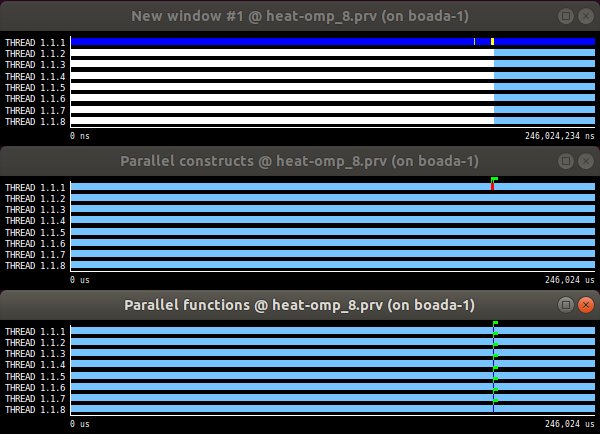 New window #1 @ heat-omp_8.prv (on boada-1)
THREAD 1.1.1
THREAD 1.1.2
THREAD 1.1.3
THREAD 1.1.4
THREAD 1.1.5
THREAD 1.1.6
THREAD 1.1.7
THREAD 1.1.8
0 ns 246,024,234 ns
Parallel constructs @ heat-omp_8.prv (on boada-1)
THREAD 1.1.1
THREAD 1.1.2
THREAD 1.1.3
THREAD 1.1.4
THREAD 1.1.5
THREAD 1.1.6
THREAD 1.1.7
THREAD 1.1.8
0 us 246,024 us
Parallel functions @ heat-omp_8.prv (on boada-1)
THREAD 1.1.1
THREAD 1.1.2
THREAD 1.1.3
THREAD 1.1.4
THREAD 1.1.5
THREAD 1.1.6
THREAD 1.1.7
THREAD 1.1.8
0 us 246,024 us